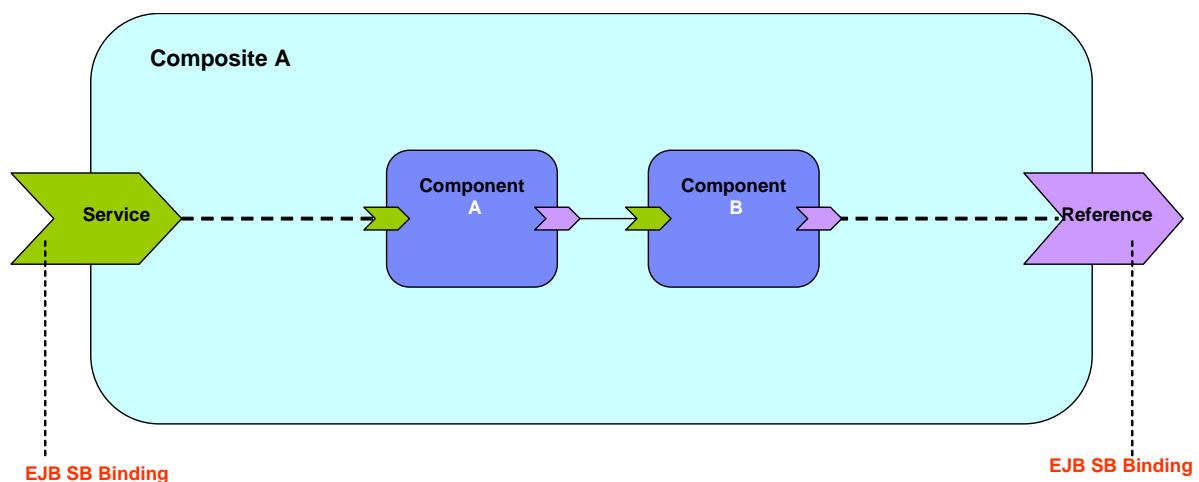 Composite A
Component
A
Component
B
Service
Reference
EJB SB Binding
EJB SB Binding